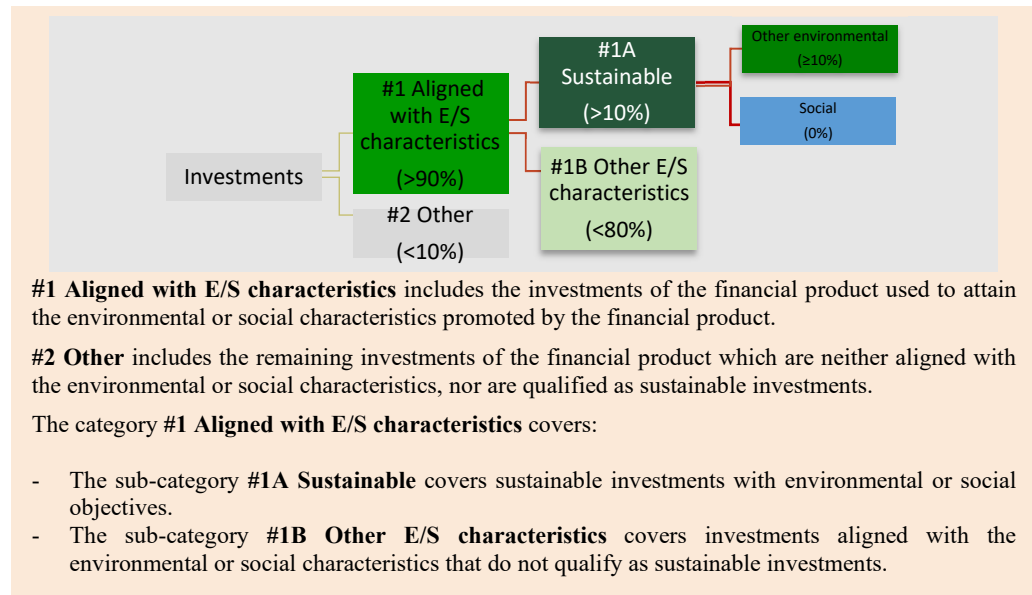 Investments
#1 Aligned
with E/S
characteristics
(>90%)
#2 Other
(<10%)
#1A
Sustainable
(>10%)
#1B Other E/S
characteristics
(<80%)
Other environmental
(≥10%)
Social
(0%)
#1 Aligned with E/S characteristics includes the investments of the financial product used to attain
the environmental or social characteristics promoted by the financial product.
#2 Other includes the remaining investments of the financial product which are neither aligned with
the environmental or social characteristics, nor are qualified as sustainable investments.
The category #1 Aligned with E/S characteristics covers:
- The sub-category #1A Sustainable covers sustainable investments with environmental or social
objectives.
- The sub-category #1B Other E/S characteristics covers investments aligned with the
environmental or social characteristics that do not qualify as sustainable investments.